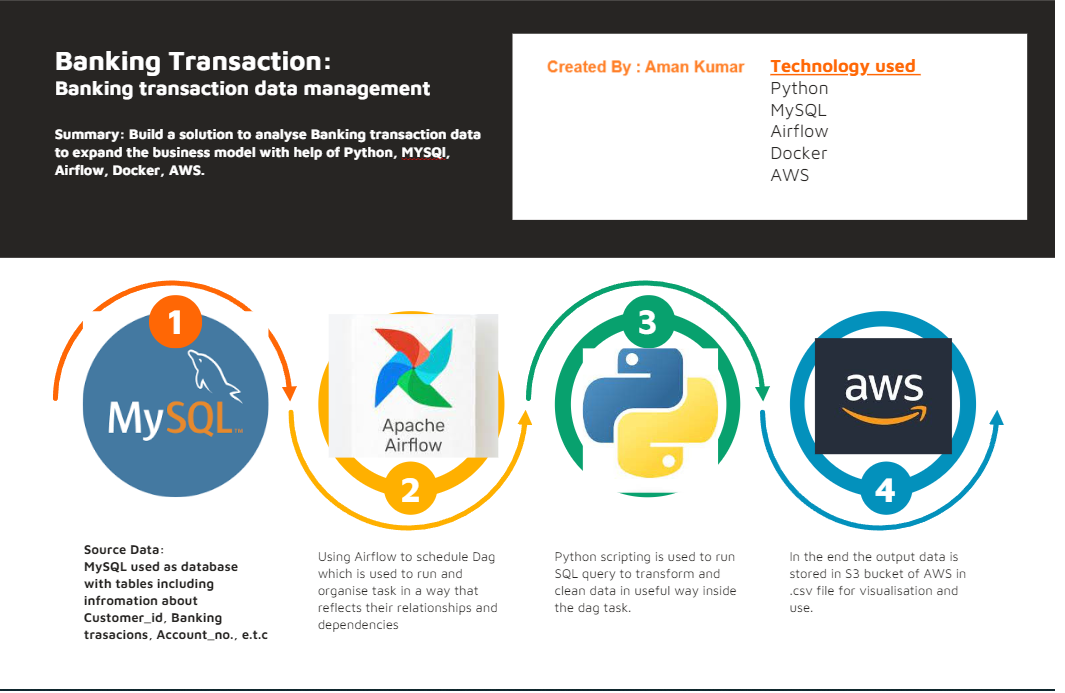 Banking Transaction:
Banking transaction data management
Summary: Build a solution to analyse Banking transaction data
to expand the business model with help of Python, MYSQl,
Airflow, Docker, AWS.
Created By : Aman Kumar
Technology used
Python
MySQL
Airflow
Docker
AWS
1
MySQL™
Apache
Airflow
2
3
aws
4
Source Data:
MySQL used as database
with tables including
infromation about
Customer_id, Banking
trasacions, Account_no., e.t.c
Using Airflow to schedule Dag
which is used to run and
organise task in a way that
reflects their relationships and
dependencies
Python scripting is used to run
SQL query to transform and
clean data in useful way inside
the dag task.
In the end the output data is
stored in S3 bucket of AWS in
.csv file for visualisation and
use.